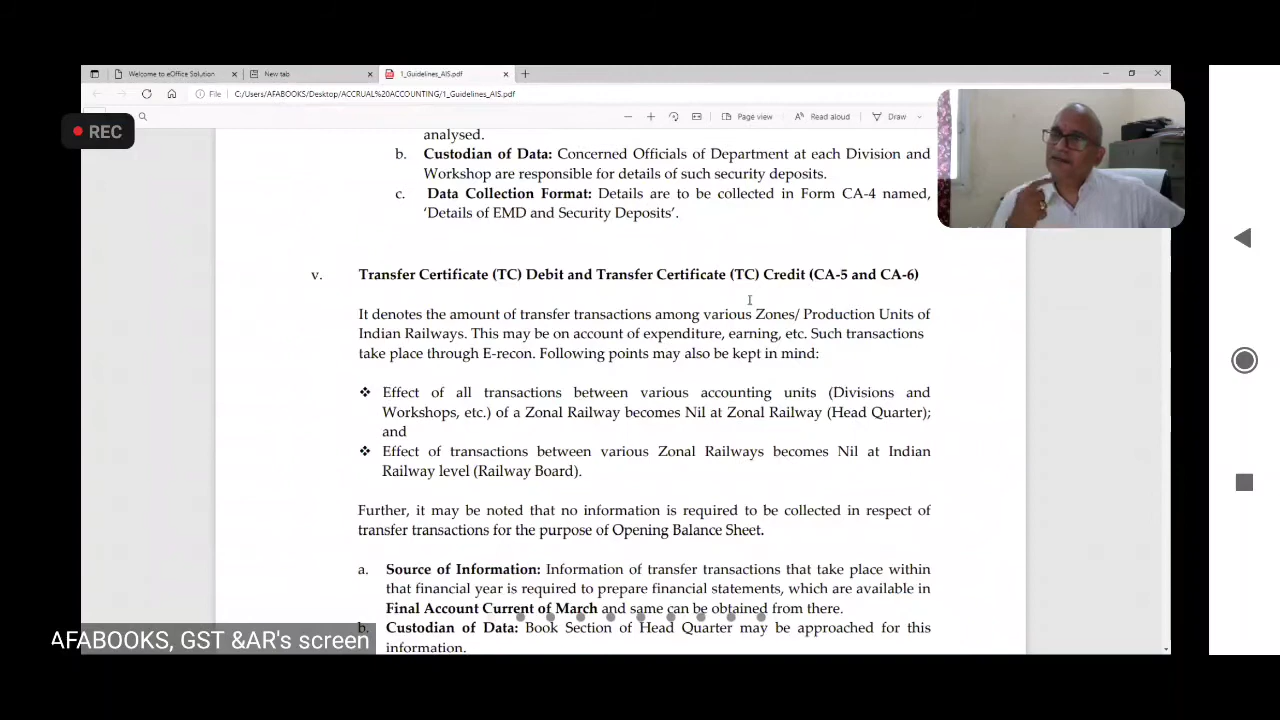 Welcome to eOffice Solution
New tab
1_Guidelines_AIS.pdf
File
C:/Users/AFABOOKS/Desktop/ACCRUAL%20ACCOUNTING/1_Guidelines_AIS.pdf
REC
Page view
Read aloud
Draw
analysed.
b. Custodian of Data: Concerned Officials of Department at each Division and
Workshop are responsible for details of such security deposits.
c. Data Collection Format: Details are to be collected in Form CA-4 named,
‘Details of EMD and Security Deposits’.
v. Transfer Certificate (TC) Debit and Transfer Certificate (TC) Credit (CA-5 and CA-6)
It denotes the amount of transfer transactions among various Zones/ Production Units of
Indian Railways. This may be on account of expenditure, earning, etc. Such transactions
take place through E-recon. Following points may also be kept in mind:
❖ Effect of all transactions between various accounting units (Divisions and
Workshops, etc.) of a Zonal Railway becomes Nil at Zonal Railway (Head Quarter);
and
❖ Effect of transactions between various Zonal Railways becomes Nil at Indian
Railway level (Railway Board).
Further, it may be noted that no information is required to be collected in respect of
transfer transactions for the purpose of Opening Balance Sheet.
a. Source of Information: Information of transfer transactions that take place within
that financial year is required to prepare financial statements, which are available in
Final Account Current of March and same can be obtained from there.
b. Custodian of Data: Book Section of Head Quarter may be approached for this
information.
AFABOOKS, GST &AR's screen